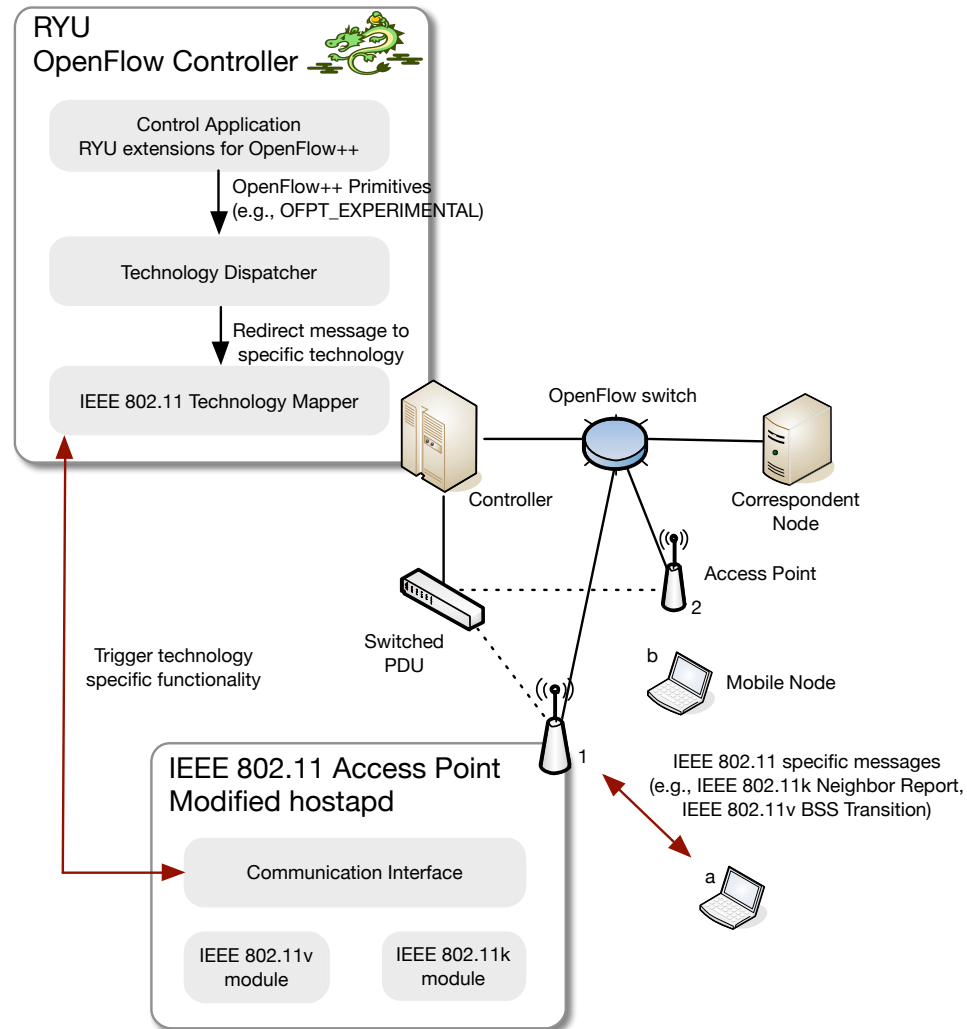 RYU
OpenFlow Controller
Control Application
RYU extensions for OpenFlow++
OpenFlow++ Primitives
(e.g., OFPT_EXPERIMENTAL)
Technology Dispatcher
Redirect message to
specific technology
IEEE 802.11 Technology Mapper
OpenFlow switch
Controller
Correspondent
Node
Access Point
2
Switched
PDU
Trigger technology
specific functionality
b
Mobile Node
1
IEEE 802.11 specific messages
(e.g., IEEE 802.11k Neighbor Report,
IEEE 802.11v BSS Transition)
a
IEEE 802.11 Access Point
Modified hostapd
Communication Interface
IEEE 802.11v
module
IEEE 802.11k
module